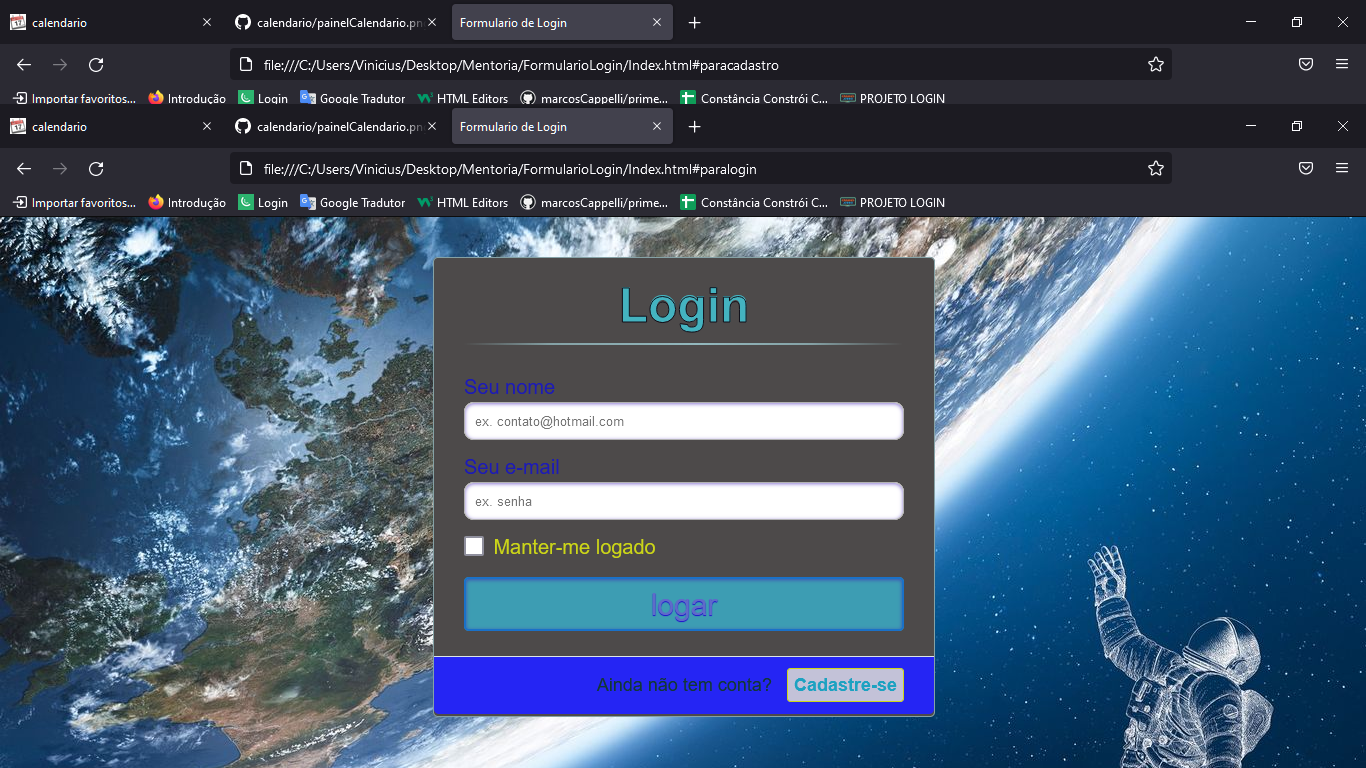 calendario calendario/painelCalendario.pn Formulario de Login
file:///C:/Users/Vinicius/Desktop/Mentoria/FormularioLogin/Index.html#paracadastro
Importar favoritos... Introdução Login Google Tradutor HTML Editors marcosCappelli/prime... Constância Constrói C... PROJETO LOGIN
calendario calendario/painelCalendario.pn Formulario de Login
file:///C:/Users/Vinicius/Desktop/Mentoria/FormularioLogin/Index.html#paralogin
Importar favoritos... Introdução Login Google Tradutor HTML Editors marcosCappelli/prime... Constância Constrói C... PROJETO LOGIN
Login
Seu nome
ex. contato@hotmail.com
Seu e-mail
ex. senha
Manter-me logado
logar
Ainda não tem conta? Cadastre-se